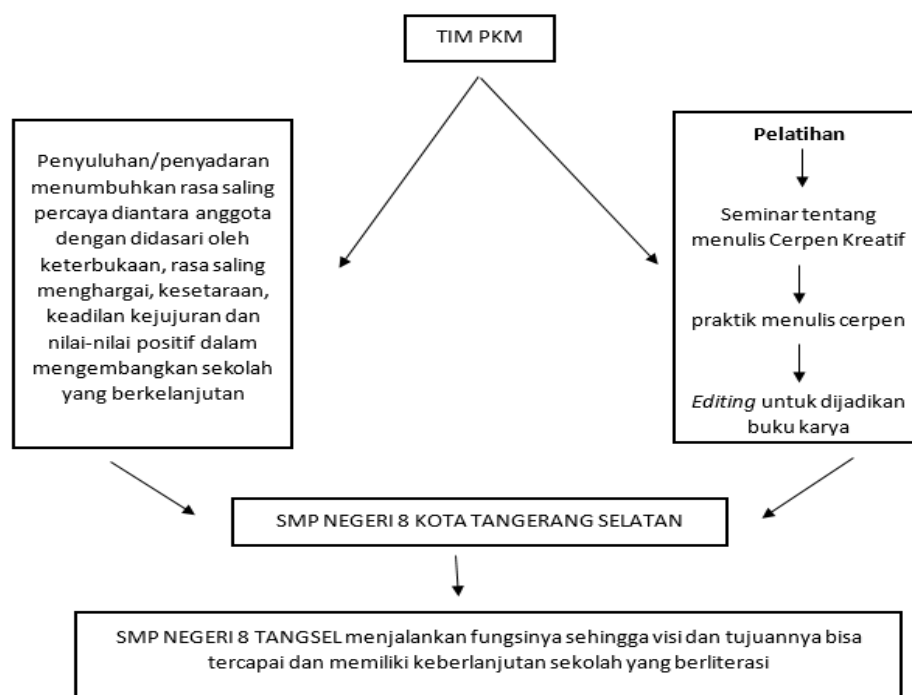 TIM PKM
Penyuluhan/penyadaran
menumbuhkan rasa saling
percaya diantara anggota
dengan didasari oleh
keterbukaan, rasa saling
menghargai, kesetaraan,
keadilan kejujuran dan
nilai-nilai positif dalam
mengembangkan sekolah
yang berkelanjutan
Pelatihan
Seminar tentang
menulis Cerpen Kreatif
praktik menulis cerpen
Editing untuk dijadikan
buku karya
SMP NEGERI 8 KOTA TANGERANG SELATAN
SMP NEGERI 8 TANGSEL menjalankan fungsinya sehingga visi dan tujuannya bisa
tercapai dan memiliki keberlanjutan sekolah yang berliterasi